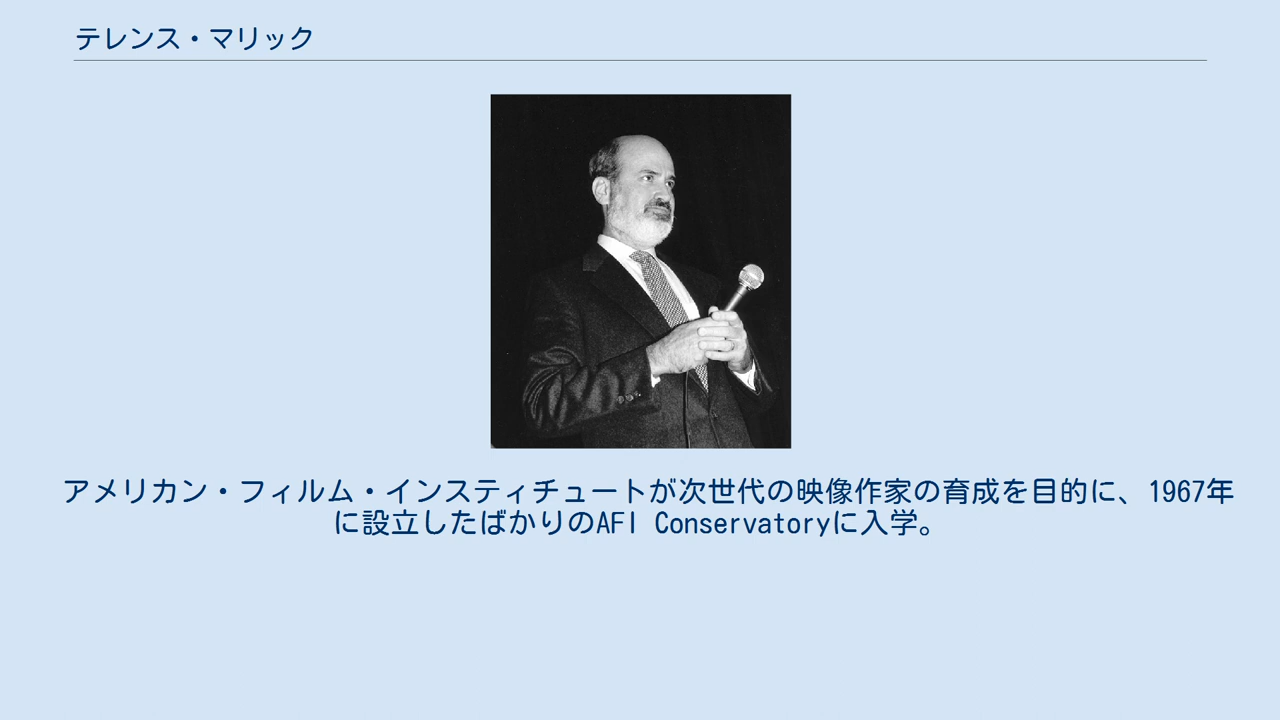 テレンス・マリック
アメリカン・フィルム・インスティチュートが次世代の映像作家の育成を目的に、1967年
に設立したばかりのAFI Conservatoryに入学。